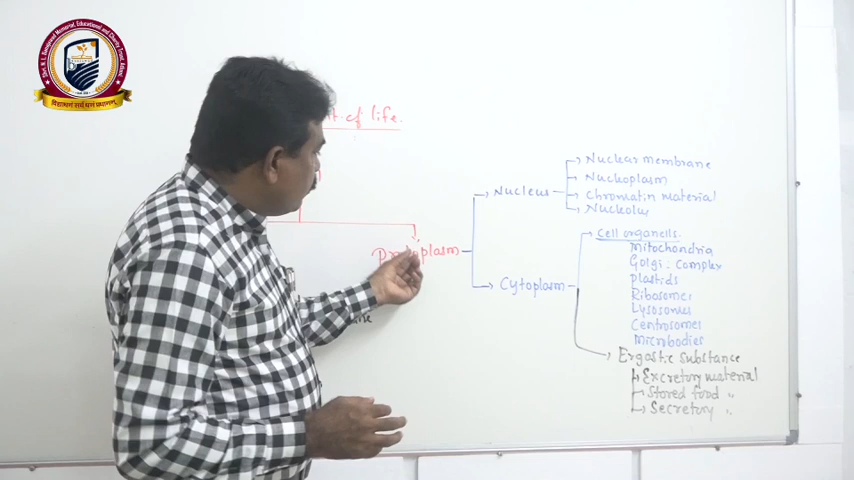 of life.
Protoplasm
Nucleus
Nuclear membrane
Nucleoplasm
Chromatin material
Nucleolus
Cytoplasm
Cell organells.
Mitochondria
Golgi. Complex
Plastids
Ribosomes
Lysosomes
Centrosomes
Microbodies
Ergastic substance
Excretory material
Stored food "
Secretory "